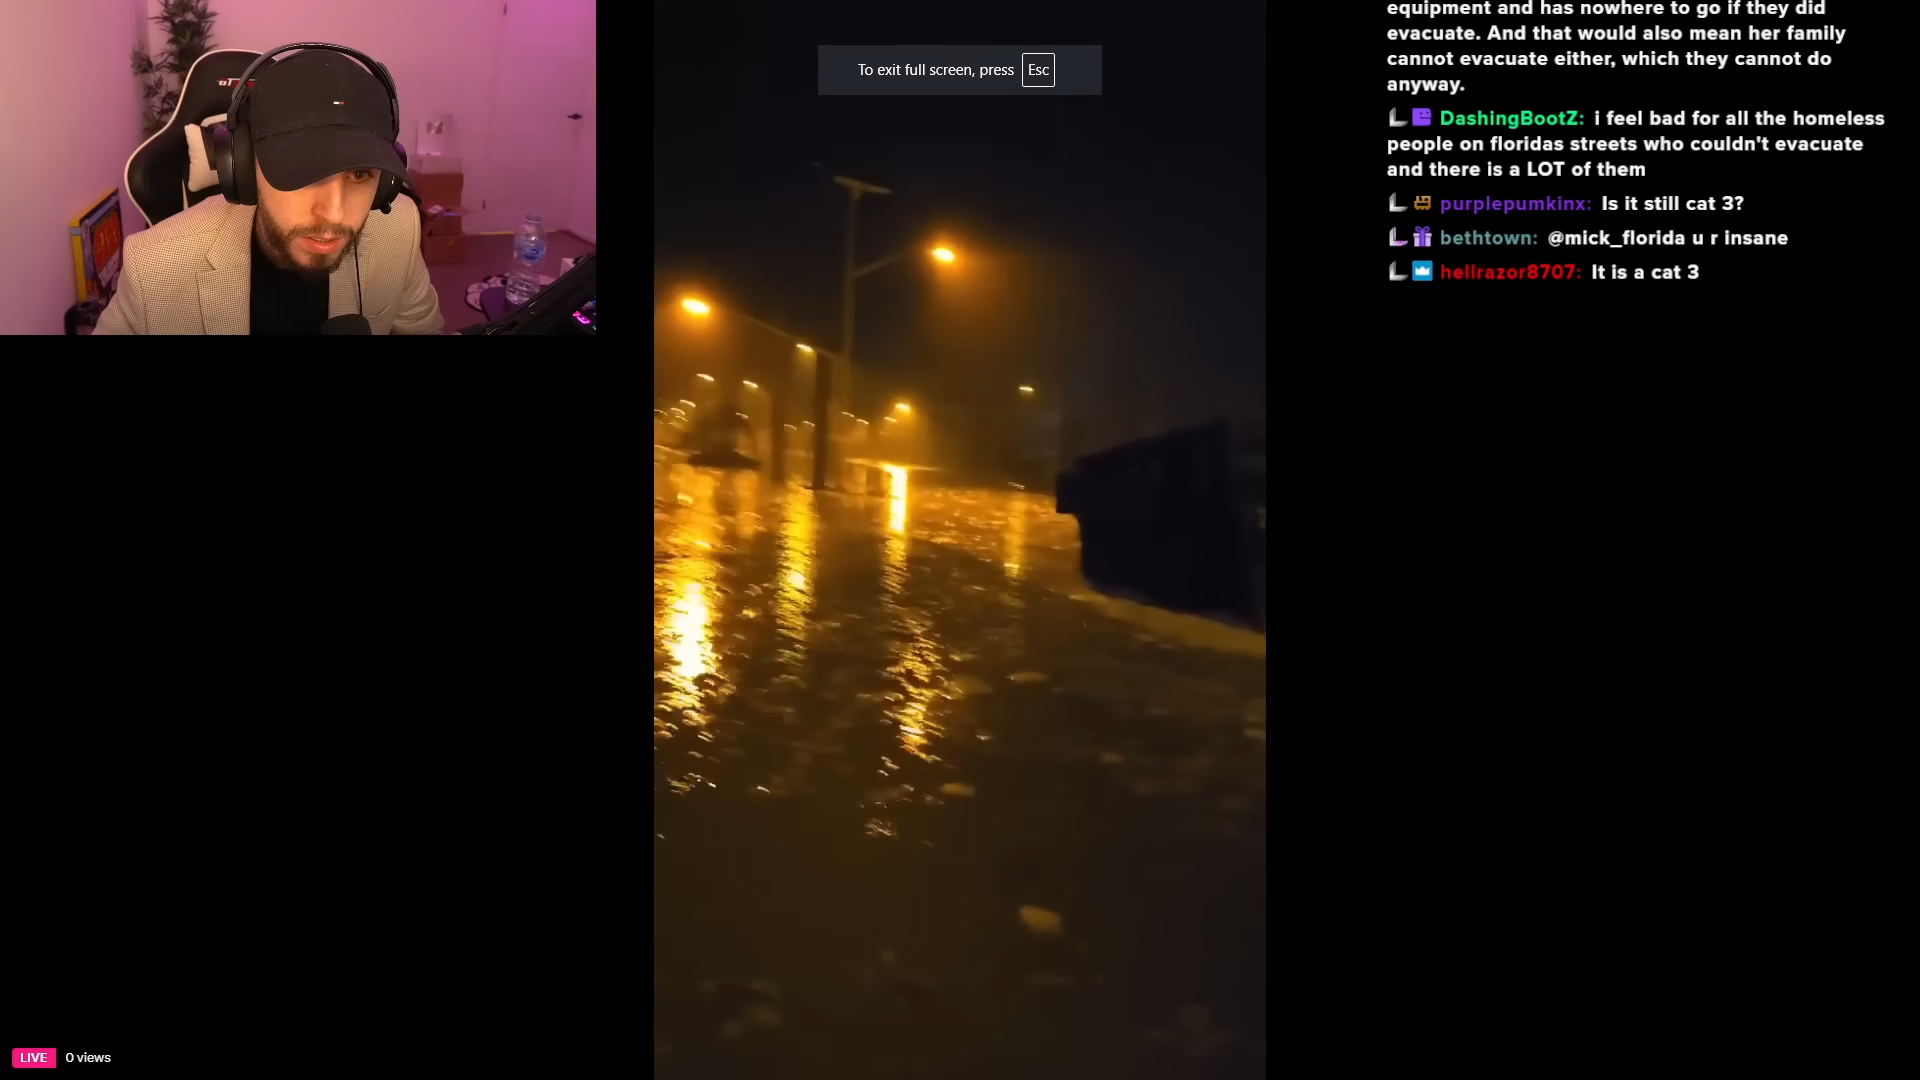 To exit full screen, press Esc
equipment and has nowhere to go if they did
evacuate. And that would also mean her family
cannot evacuate either, which they cannot do
anyway.
DashingBootZ: i feel bad for all the homeless
people on floridas streets who couldn't evacuate
and there is a LOT of them
purplepumkinx: Is it still cat 3?
bethtown: @mick_florida u r insane
hellrazor8707: It is a cat 3
LIVE 0 views